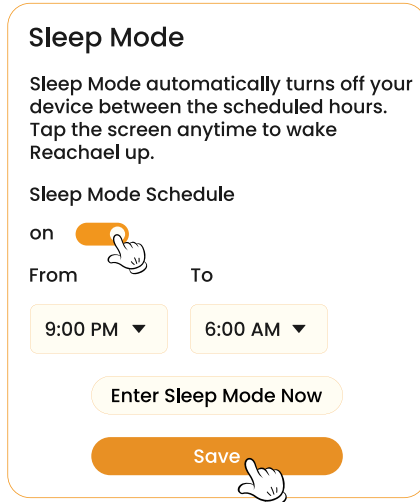 Sleep Mode
Sleep Mode automatically turns off your
device between the scheduled hours.
Tap the screen anytime to wake
Reachael up.
Sleep Mode Schedule
on
From To
9:00 PM 6:00 AM
Enter Sleep Mode Now
Save